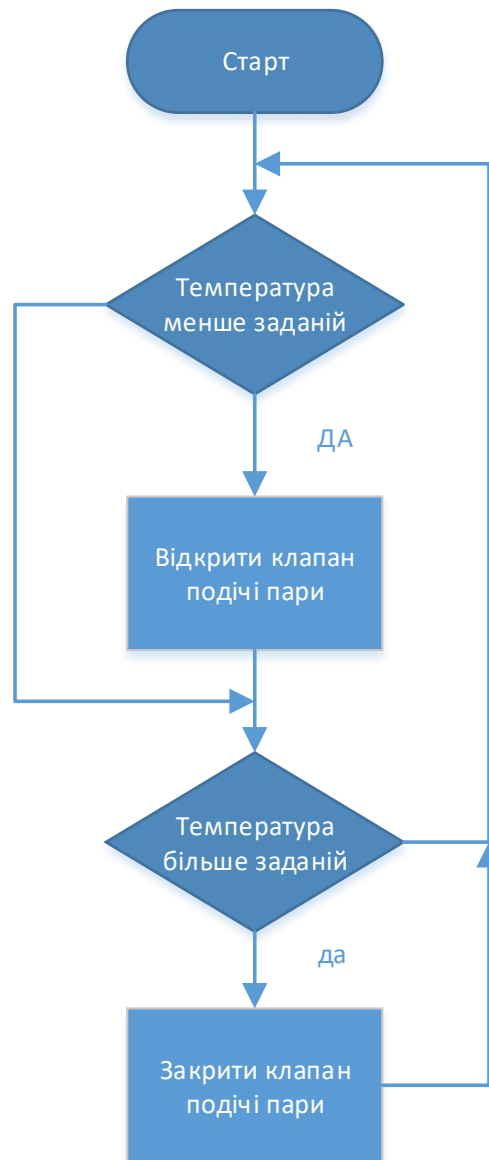 Старт
Температура
менше заданій
ДА
Відкрити клапан
подічі пари
Температура
більше заданій
да
Закрити клапан
подічі пари